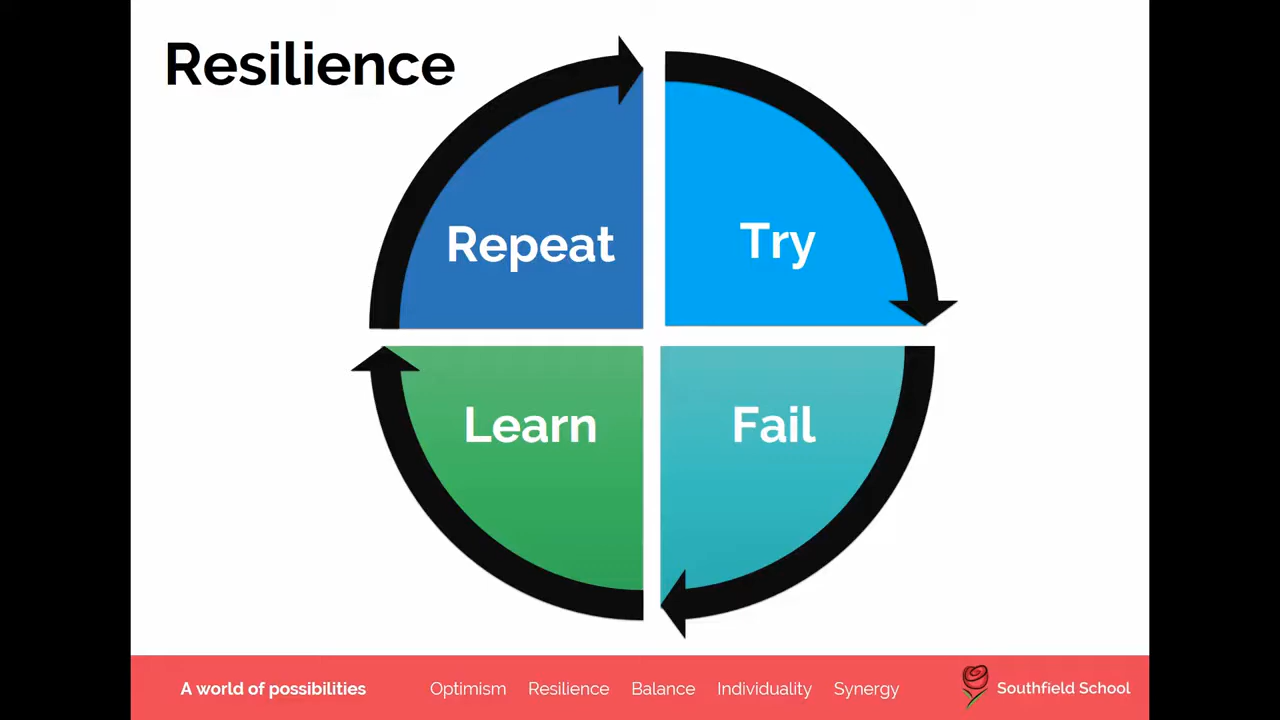 Resilience
Repeat
Try
Learn
Fail
A world of possibilities
Optimism Resilience Balance Individuality Synergy
Southfield School